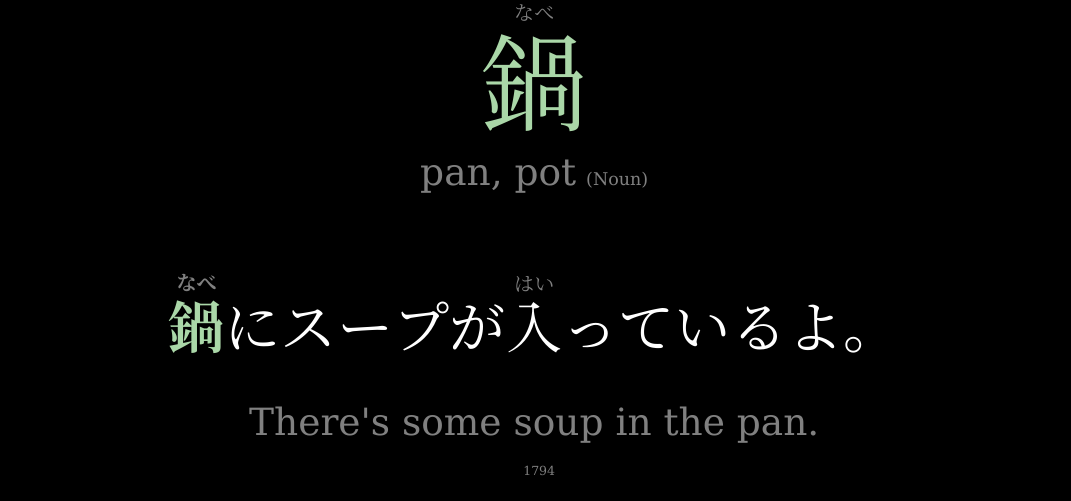 なべ
鍋
pan, pot (Noun)
なべ はい
鍋にスープが入っているよ。
There's some soup in the pan.
1794